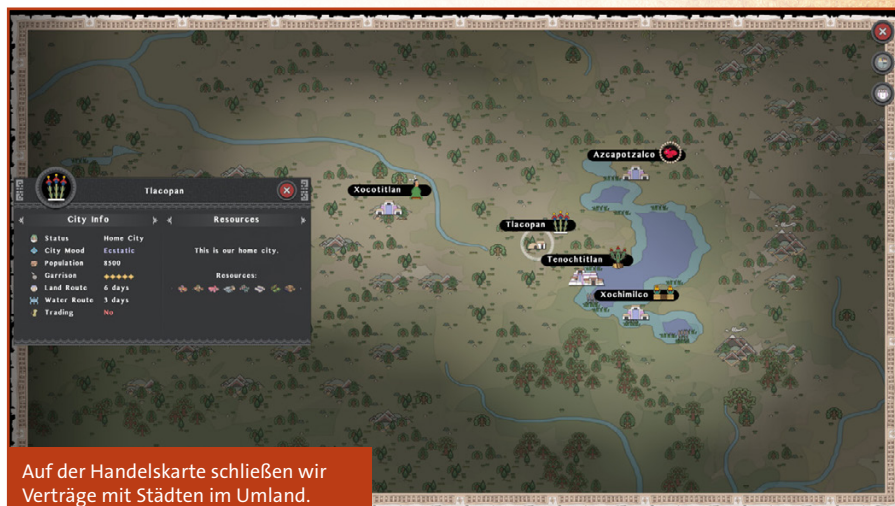 Azcapotzalco
Xocotitlan
Tlacopan
Tenochtitlan
Xochimilco
Tlacopan
City Info
Status Home City
City Mood Ecstatic
Population 8500
Garrison
Land Route 6 days
Water Route 3 days
Trading No
Resources
This is our home city.
Resources:
Auf der Handelskarte schließen wir
Verträge mit Städten im Umland.